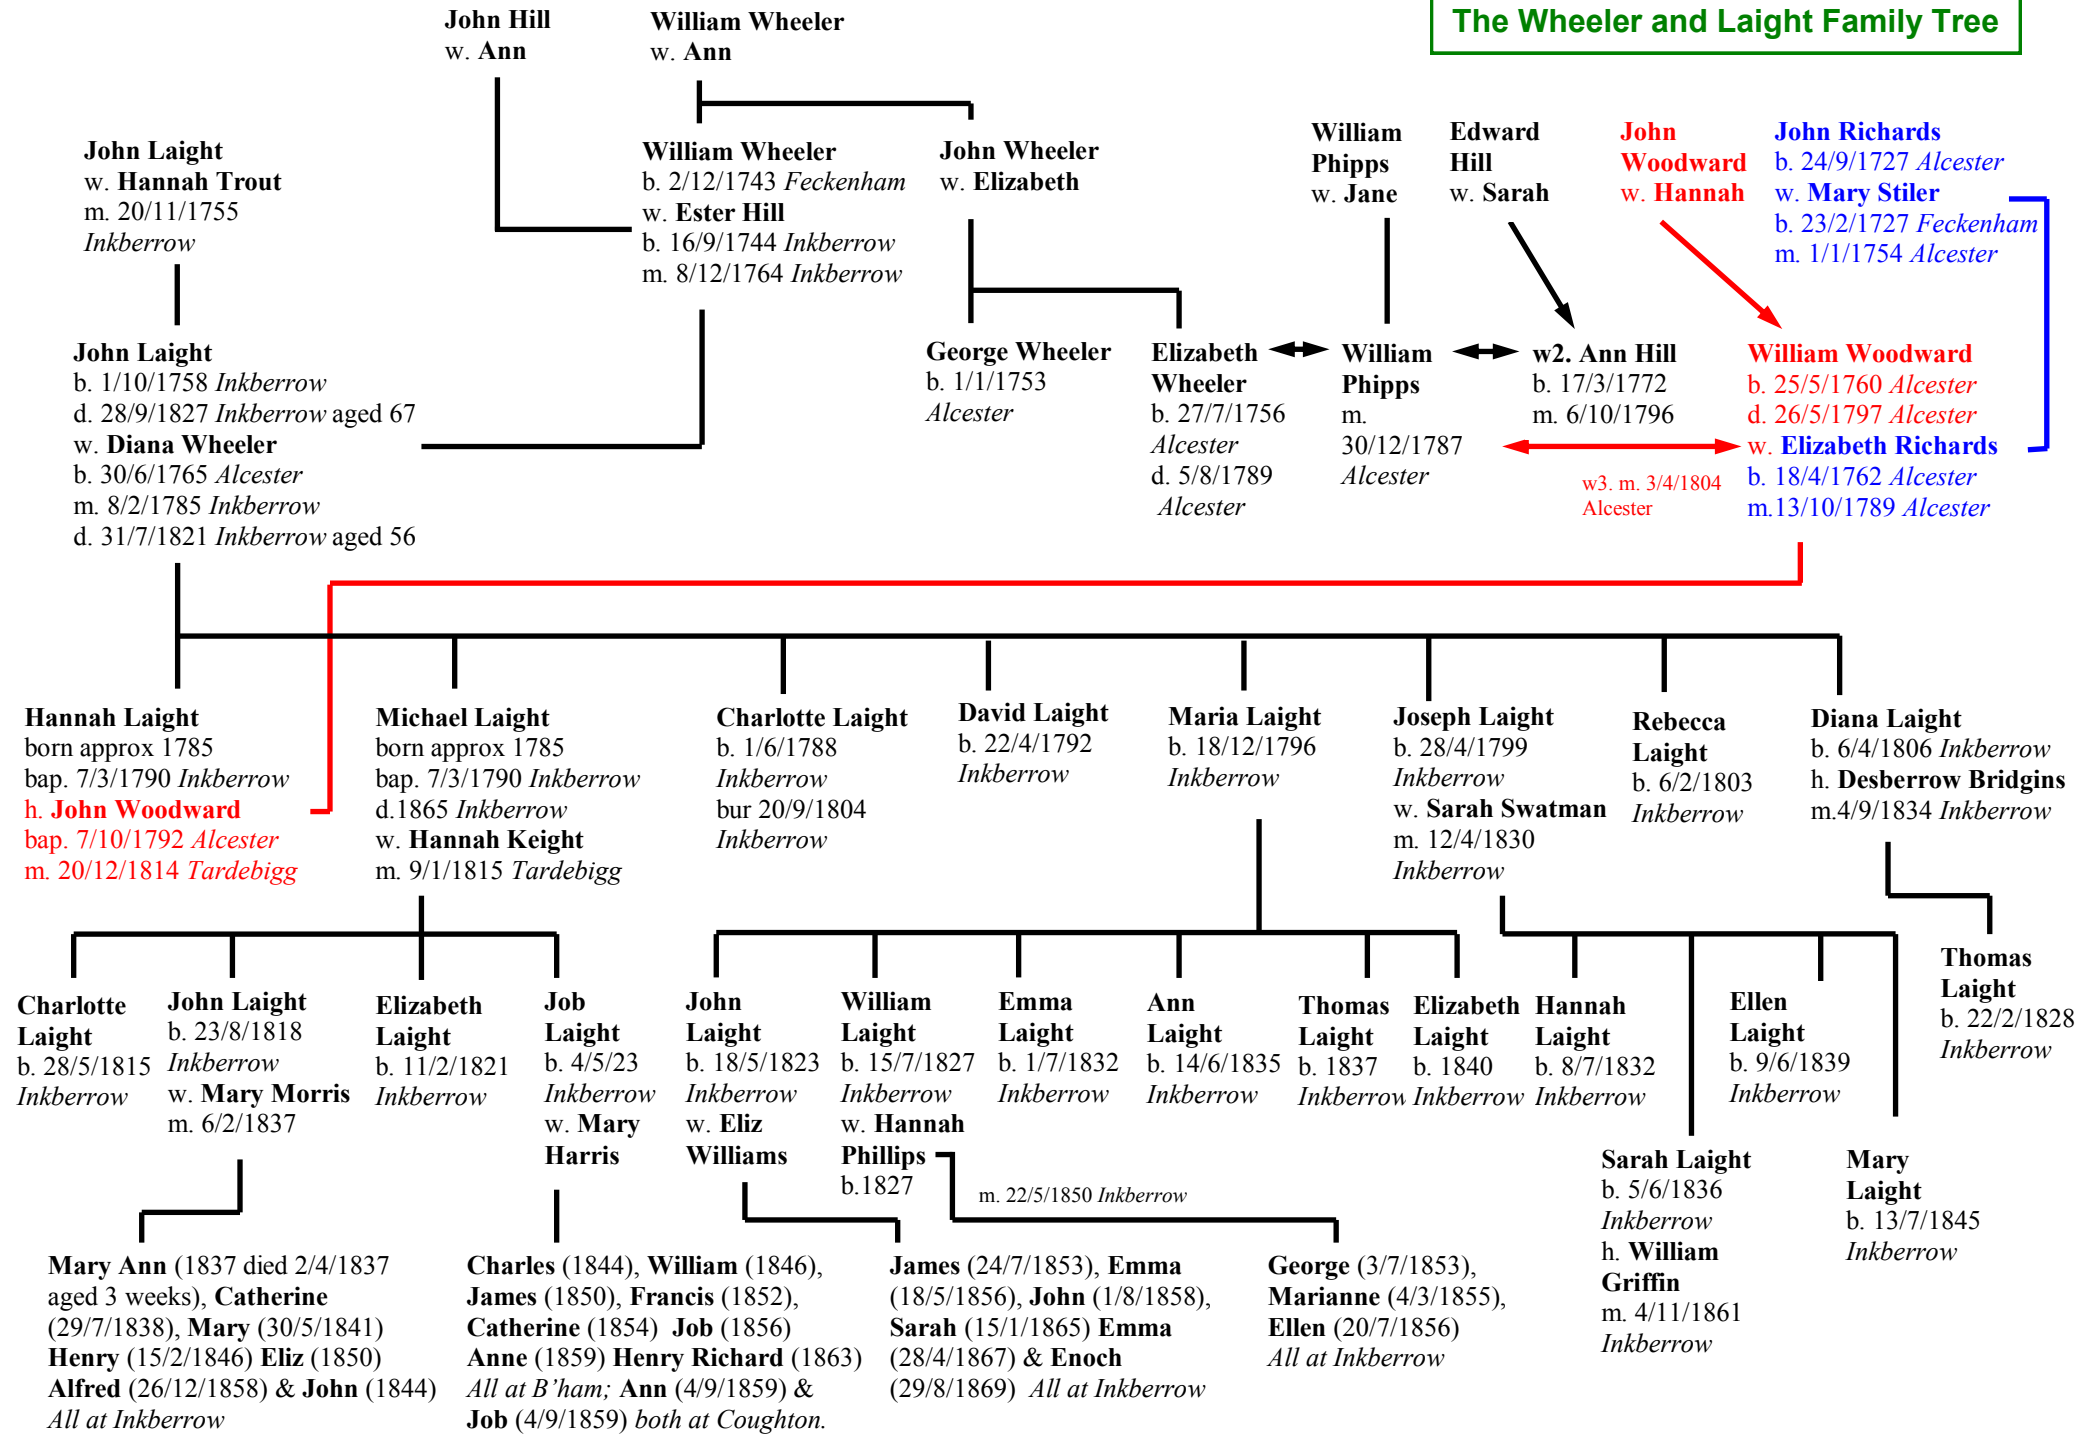 The Wheeler and Laight Family Tree
John Hill
w. Ann
William Wheeler
w. Ann
John Laight
w. Hannah Trout
m. 20/11/1755
Inkberrow
William Wheeler
b. 2/12/1743 Feckenham
w. Ester Hill
b. 16/9/1744 Inkberrow
m. 8/12/1764 Inkberrow
John Wheeler
w. Elizabeth
William
Phipps
w. Jane
Edward
Hill
w. Sarah
John
Woodward
w. Hannah
John Richards
b. 24/9/1727 Alcester
w. Mary Stiler
b. 23/2/1727 Feckenham
m. 1/1/1754 Alcester
John Laight
b. 1/10/1758 Inkberrow
d. 28/9/1827 Inkberrow aged 67
w. Diana Wheeler
b. 30/6/1765 Alcester
m. 8/2/1785 Inkberrow
d. 31/7/1821 Inkberrow aged 56
George Wheeler
b. 1/1/1753
Alcester
Elizabeth
Wheeler
b. 27/7/1756
Alcester
d. 5/8/1789
Alcester
William
Phipps
m.
30/12/1787
Alcester
w2. Ann Hill
b. 17/3/1772
m. 6/10/1796
w3. m. 3/4/1804
Alcester
William Woodward
b. 25/5/1760 Alcester
d. 26/5/1797 Alcester
w. Elizabeth Richards
b. 18/4/1762 Alcester
m.13/10/1789 Alcester
Hannah Laight
born approx 1785
bap. 7/3/1790 Inkberrow
h. John Woodward
bap. 7/10/1792 Alcester
m. 20/12/1814 Tardebigg
Michael Laight
born approx 1785
bap. 7/3/1790 Inkberrow
d.1865 Inkberrow
w. Hannah Keight
m. 9/1/1815 Tardebigg
Charlotte Laight
b. 1/6/1788
Inkberrow
bur 20/9/1804
Inkberrow
David Laight
b. 22/4/1792
Inkberrow
Maria Laight
b. 18/12/1796
Inkberrow
Joseph Laight
b. 28/4/1799
Inkberrow
w. Sarah Swatman
m. 12/4/1830
Inkberrow
Rebecca
Laight
b. 6/2/1803
Inkberrow
Diana Laight
b. 6/4/1806 Inkberrow
h. Desberrow Bridgins
m.4/9/1834 Inkberrow
Charlotte
Laight
b. 28/5/1815
Inkberrow
John Laight
b. 23/8/1818
Inkberrow
w. Mary Morris
m. 6/2/1837
Elizabeth
Laight
b. 11/2/1821
Inkberrow
Job
Laight
b. 4/5/23
Inkberrow
w. Mary
Harris
John
Laight
b. 18/5/1823
Inkberrow
w. Eliz
Williams
William
Laight
b. 15/7/1827
Inkberrow
w. Hannah
Phillips
b.1827
m. 22/5/1850 Inkberrow
Emma
Laight
b. 1/7/1832
Inkberrow
Ann
Laight
b. 14/6/1835
Inkberrow
Thomas
Laight
b. 1837
Inkberrow
Elizabeth
Laight
b. 1840
Inkberrow
Hannah
Laight
b. 8/7/1832
Inkberrow
Sarah Laight
b. 5/6/1836
Inkberrow
h. William
Griffin
m. 4/11/1861
Inkberrow
Ellen
Laight
b. 9/6/1839
Inkberrow
Mary
Laight
b. 13/7/1845
Inkberrow
Thomas
Laight
b. 22/2/1828
Inkberrow
Mary Ann (1837 died 2/4/1837
aged 3 weeks), Catherine
(29/7/1838), Mary (30/5/1841)
Henry (15/2/1846) Eliz (1850)
Alfred (26/12/1858) & John (1844)
All at Inkberrow
Charles (1844), William (1846),
James (1850), Francis (1852),
Catherine (1854) Job (1856)
Anne (1859) Henry Richard (1863)
All at B'ham; Ann (4/9/1859) &
Job (4/9/1859) both at Coughton.
James (24/7/1853), Emma
(18/5/1856), John (1/8/1858),
Sarah (15/1/1865) Emma
(28/4/1867) & Enoch
(29/8/1869) All at Inkberrow
George (3/7/1853),
Marianne (4/3/1855),
Ellen (20/7/1856)
All at Inkberrow